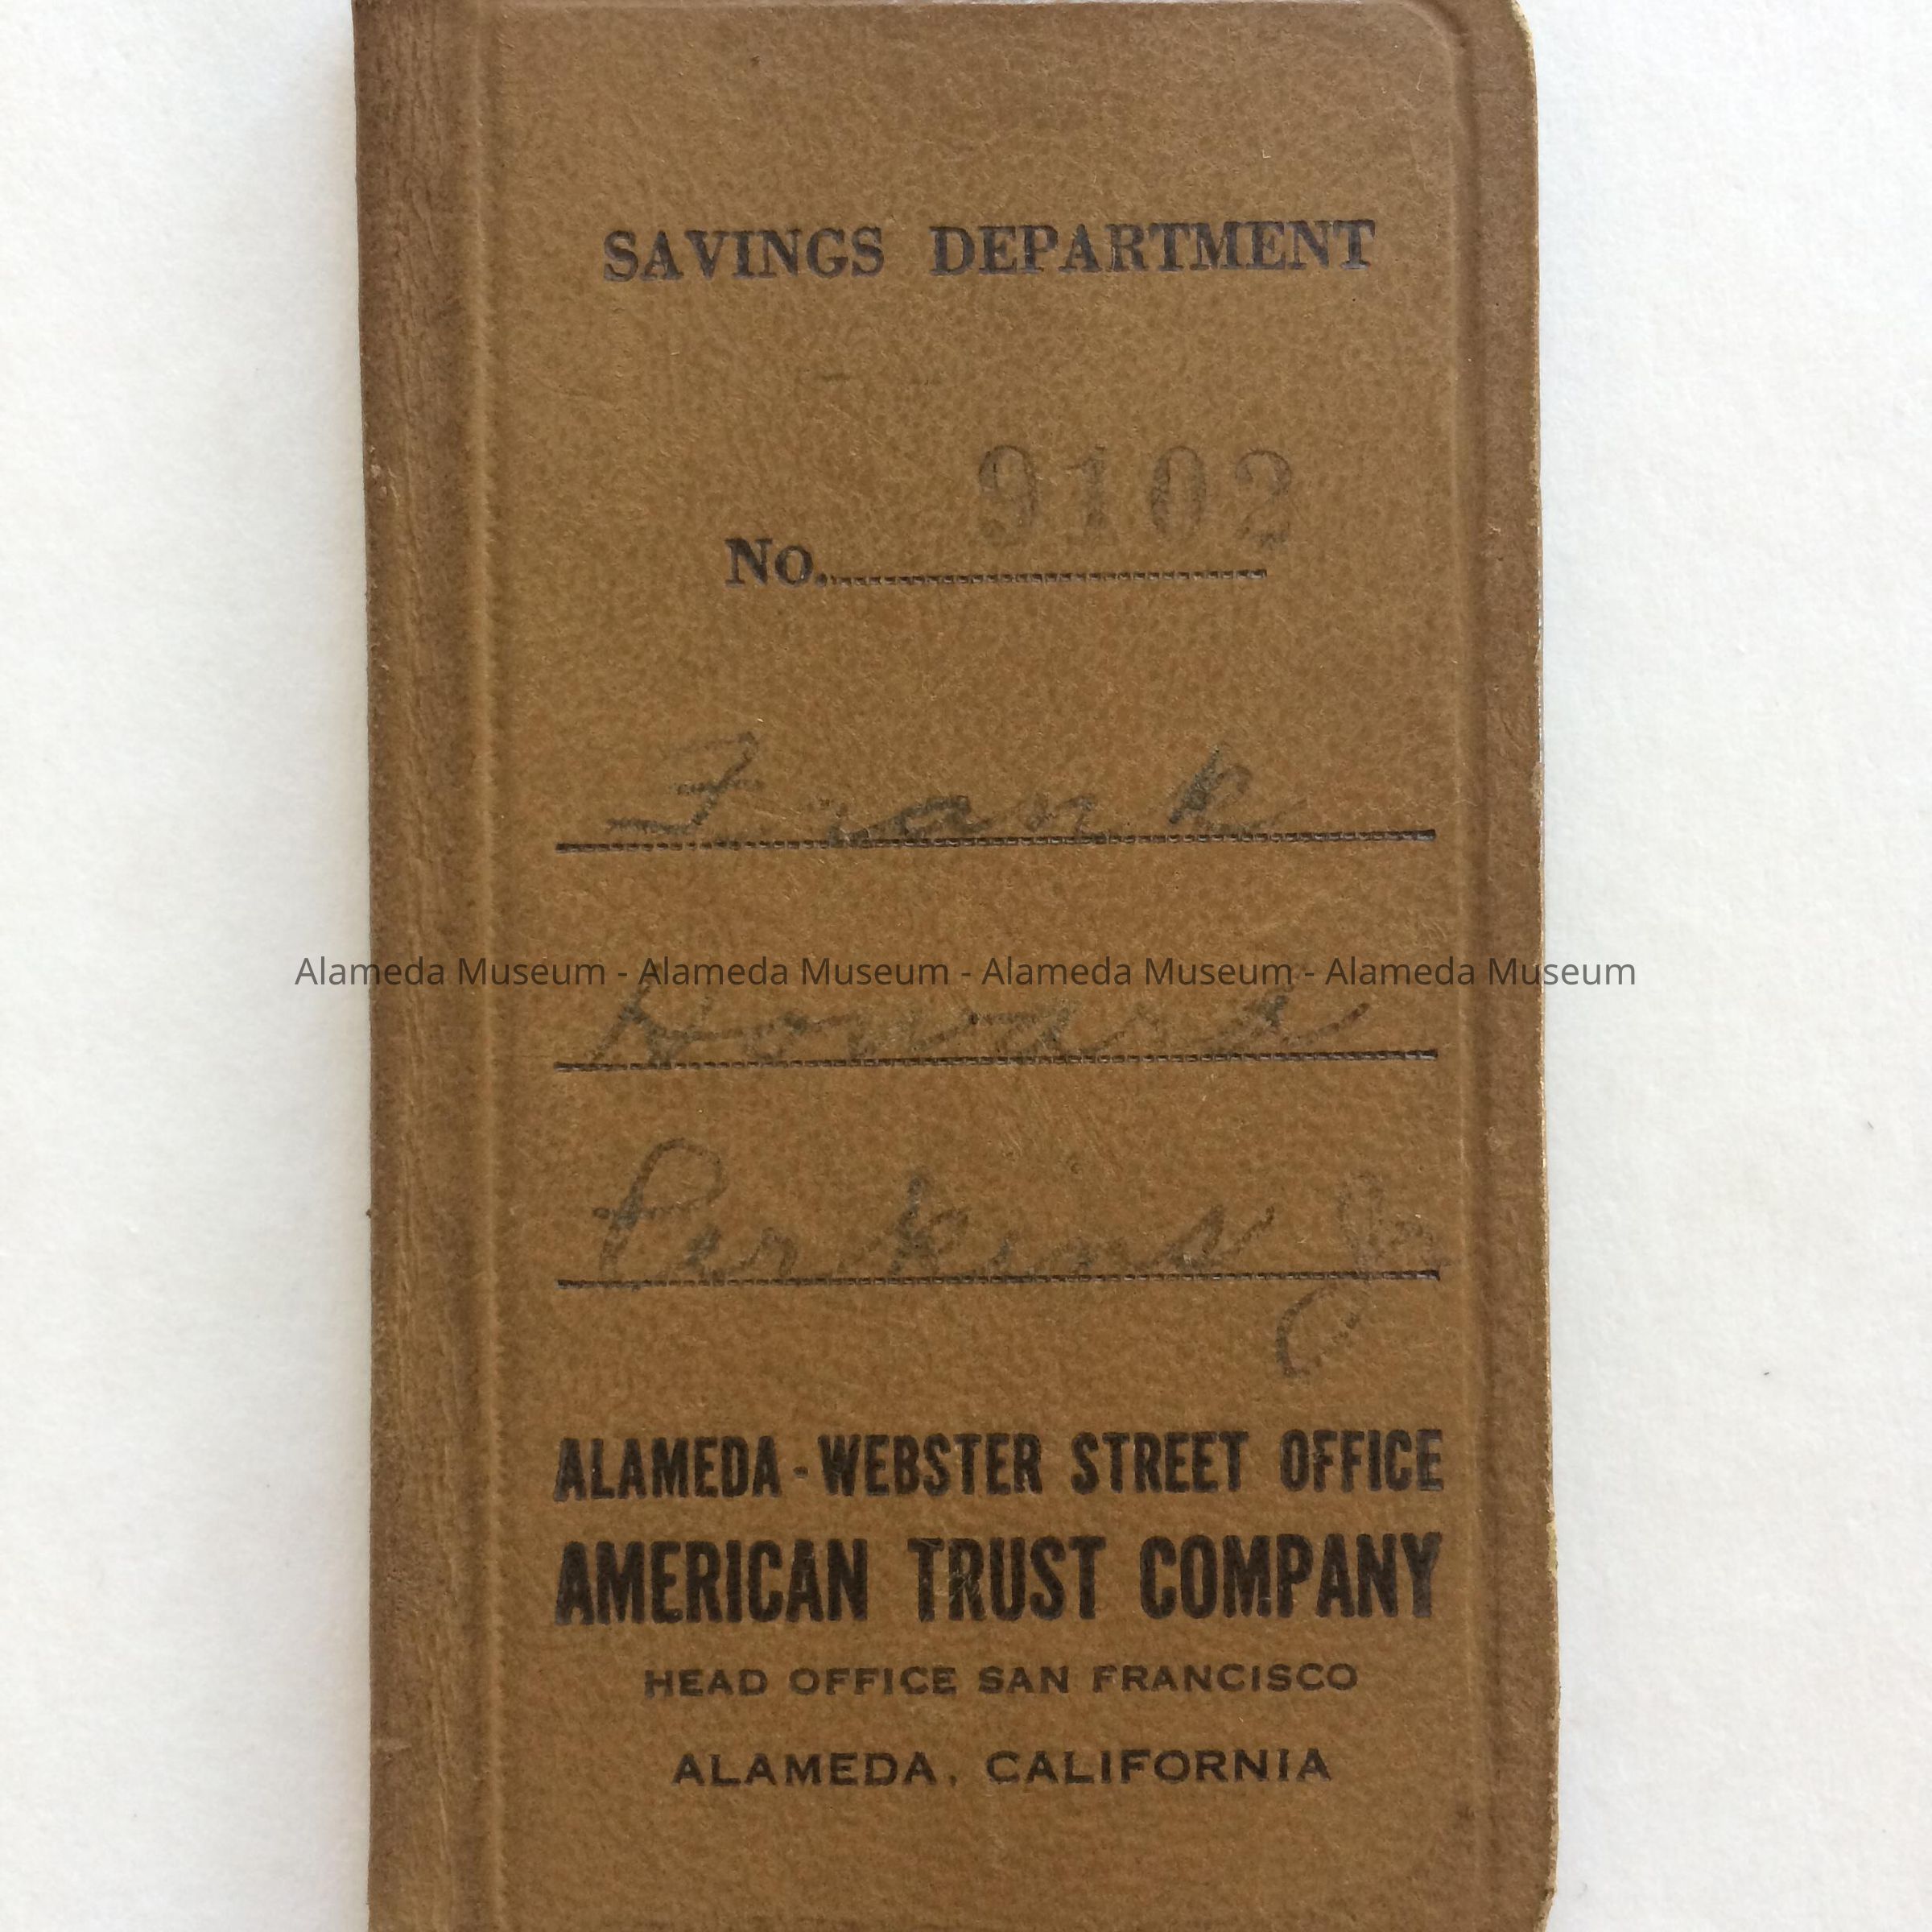 SAVINGS DEPARTMENT
9102
No.
Frank
Alameda Museum - Alameda Museum - Alameda Museum - Alameda Museum
Howard
Perkins Jr
ALAMEDA - WEBSTER STREET OFFICE
AMERICAN TRUST COMPANY
HEAD OFFICE SAN FRANCISCO
ALAMEDA, CALIFORNIA